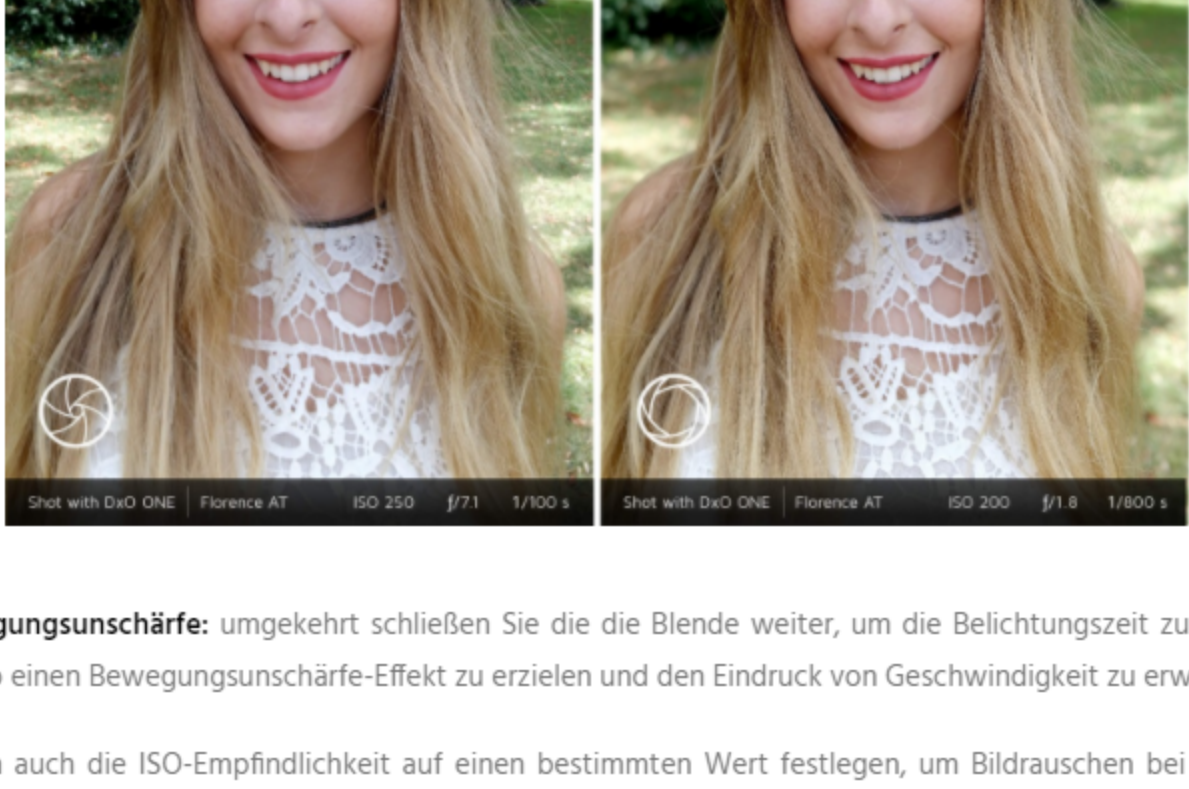 Shot with DxO ONE Florence AT ISO 250 ƒ/7.1 1/100 s
Shot with DxO ONE Florence AT ISO 200 ƒ/1.8 1/800 s
gungsunschärfe: umgekehrt schließen Sie die die Blende weiter, um die Belichtungszeit zu
einen Bewegungsunschärfe-Effekt zu erzielen und den Eindruck von Geschwindigkeit zu erw
auch die ISO-Empfindlichkeit auf einen bestimmten Wert festlegen, um Bildrauschen bei